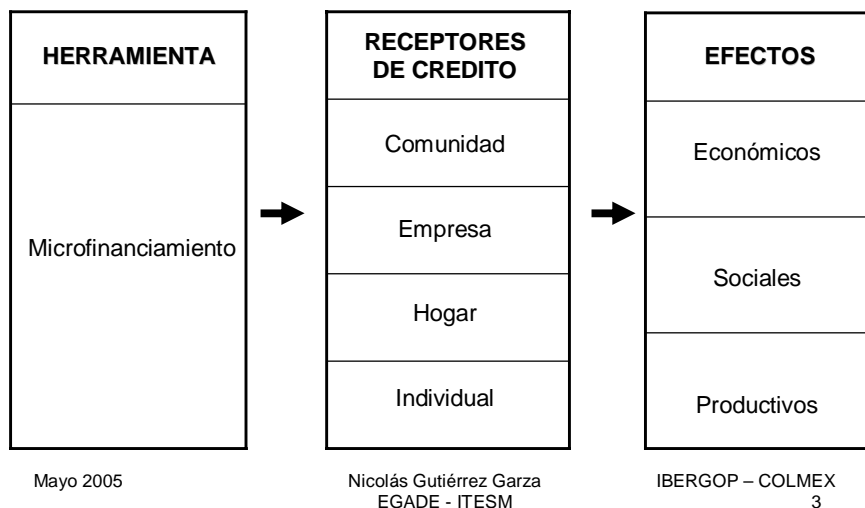 HERRAMIENTA
Microfinanciamiento
RECEPTORES
DE CREDITO
Comunidad
Empresa
Hogar
Individual
EFECTOS
Económicos
Sociales
Productivos
Mayo 2005
Nicolás Gutiérrez Garza
EGADE - ITESM
IBERGOP – COLMEX
3